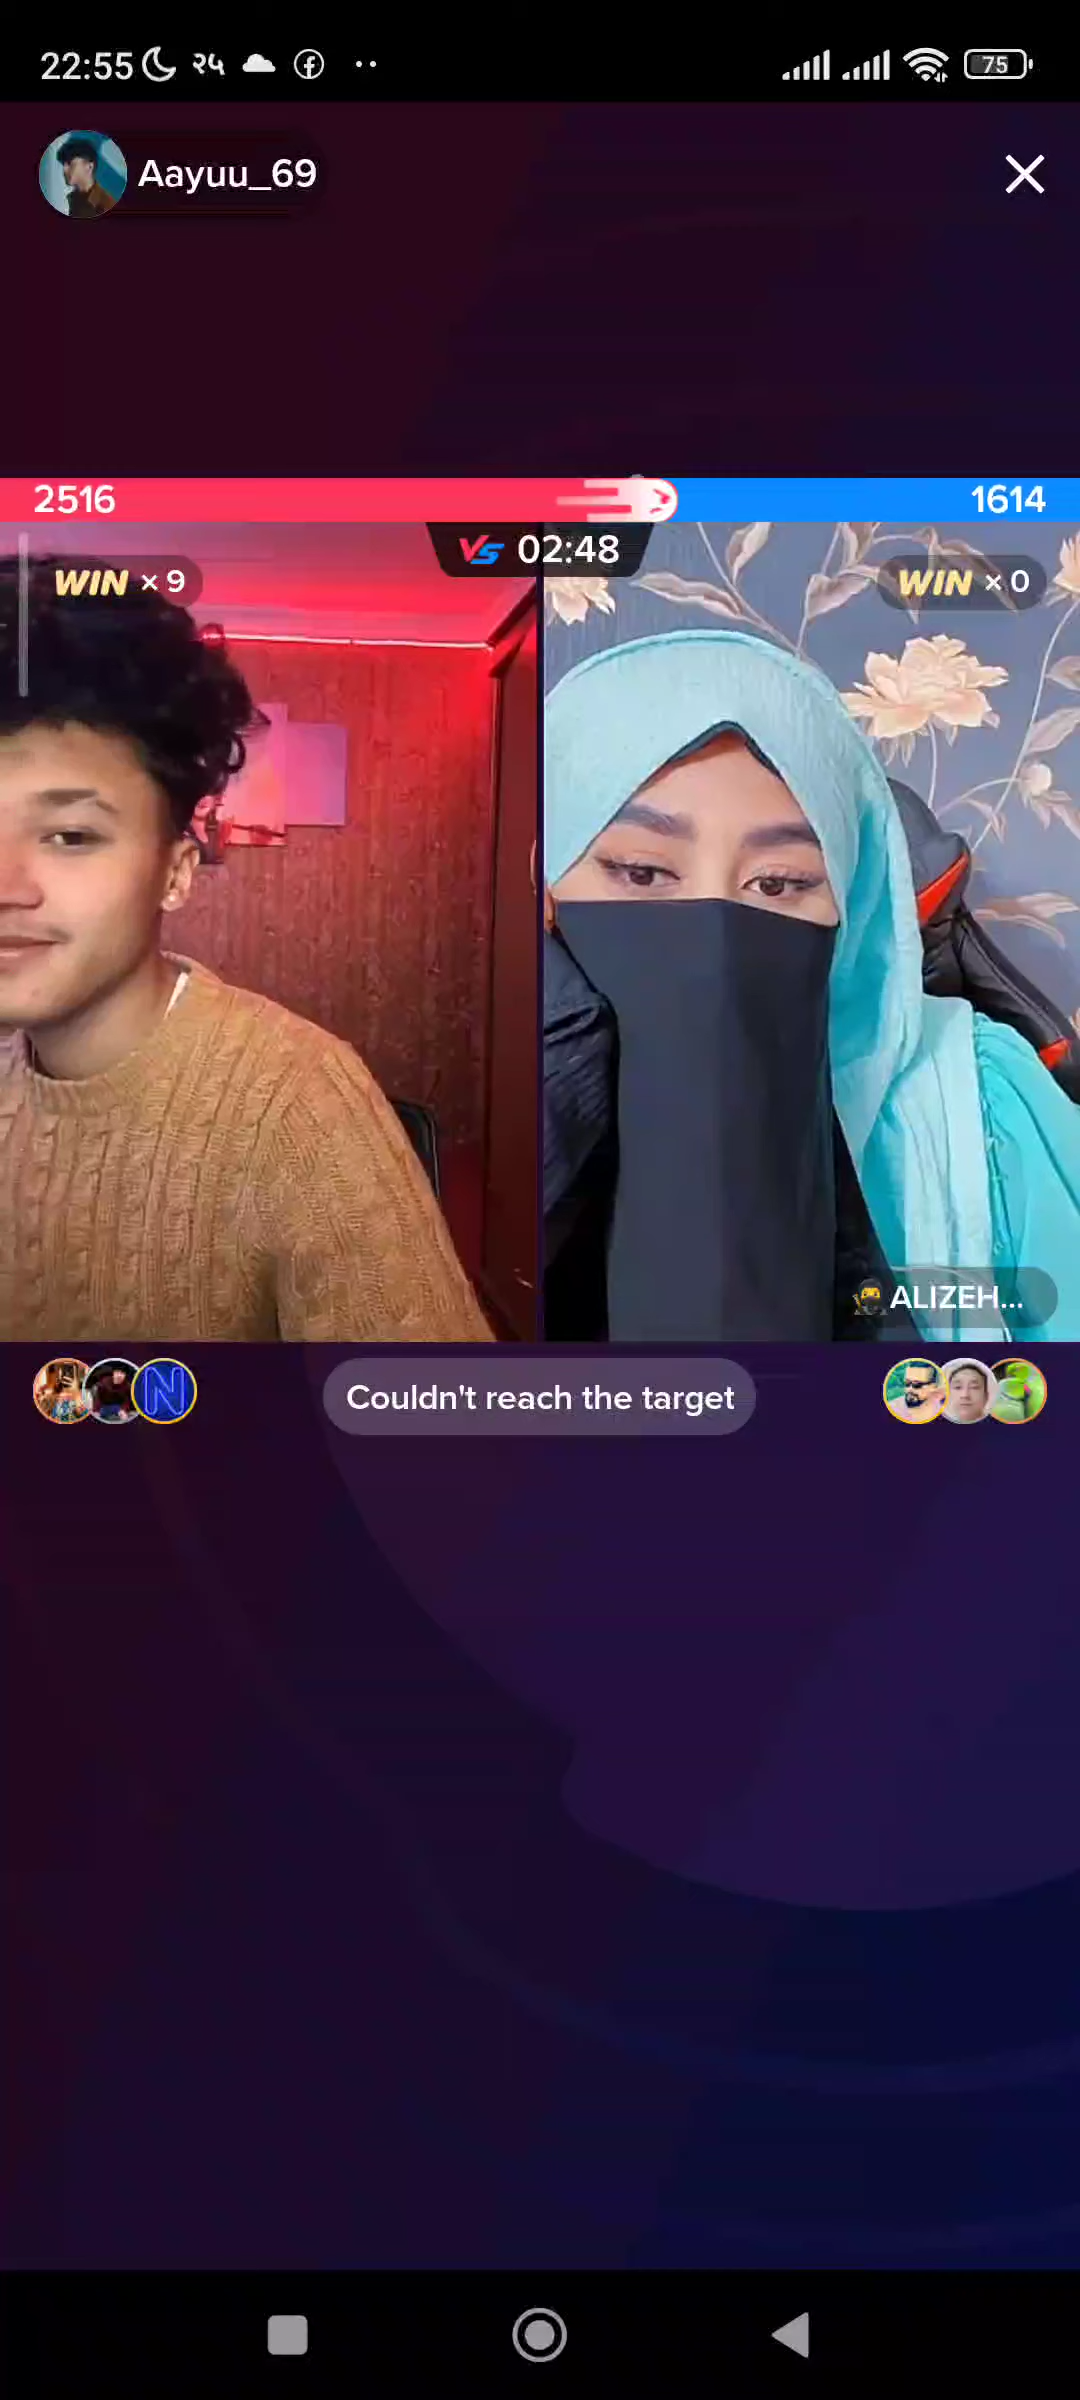 22:55 २५
75
Aayuu_69
2516
1614
VS 02:48
WIN × 9
WIN × 0
ALIZEH...
N
Couldn't reach the target